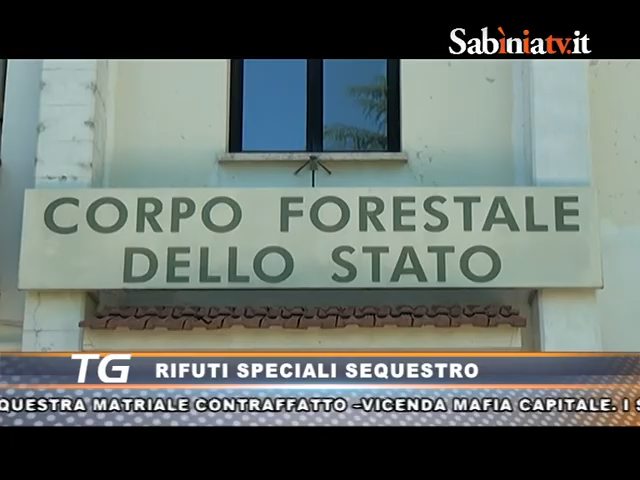 Sabìniatv.it
CORPO FORESTALE
DELLO STATO
TG RIFUTI SPECIALI SEQUESTRO
QUESTRA MATRIALE CONTRAFFATTO -VICENDA MAFIA CAPITALE. I